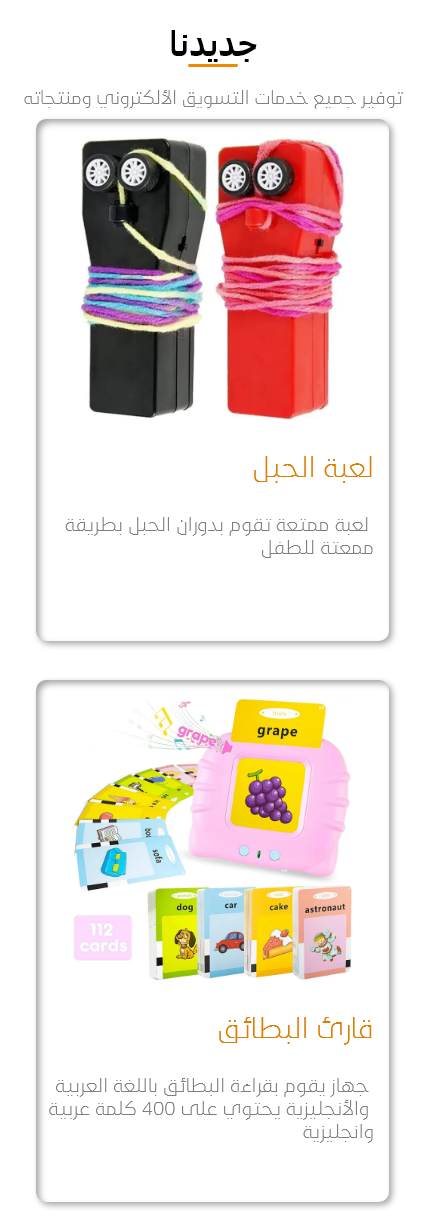 جديدنا
توفير جميع خدمات التسويق الألكتروني ومنتجاته
لعبة الحبل
لعبة ممتعة تقوم بدوران الحبل بطريقة
ممعتة للطفل
grape
grape
sofa
dog
car
cake
astronaut
112
cards
قارئ البطائق
جهاز يقوم بقراءة البطائق باللغة العربية
والأنجليزية يحتوي على 400 كلمة عربية
وانجليزية